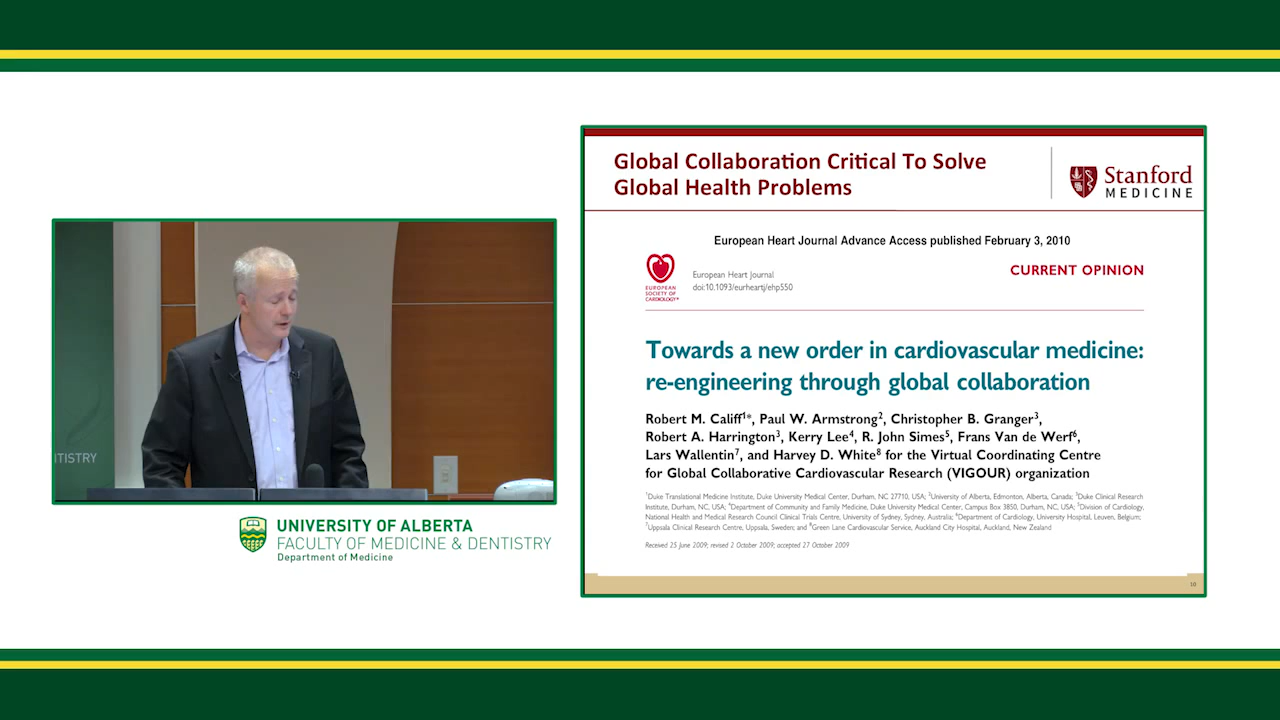 Global Collaboration Critical To Solve
Global Health Problems
Stanford
MEDICINE
European Heart Journal Advance Access published February 3, 2010
EUROPEAN
SOCIETY OF
CARDIOLOGY®
European Heart Journal
doi:10.1093/eurheartj/ehp550
CURRENT OPINION
Towards a new order in cardiovascular medicine:
re-engineering through global collaboration
Robert M. Califf1*, Paul W. Armstrong2, Christopher B. Granger3,
Robert A. Harrington3, Kerry Lee4, R. John Simes5, Frans Van de Werf6,
Lars Wallentin7, and Harvey D. White8 for the Virtual Coordinating Centre
for Global Collaborative Cardiovascular Research (VIGOUR) organization
1Duke Translational Medicine Institute, Duke University Medical Center, Durham, NC 27710, USA; 2University of Alberta, Edmonton, Alberta, Canada; 3Duke Clinical Research
Institute, Durham, NC, USA; 4Department of Community and Family Medicine, Duke University Medical Center, Campus Box 3850, Durham, NC, USA; 5Division of Cardiology,
National Health and Medical Research Council Clinical Trials Centre, University of Sydney, Sydney, Australia; 6Department of Cardiology, University Hospital, Leuven, Belgium;
7Uppsala Clinical Research Centre, Uppsala, Sweden; and 8Green Lane Cardiovascular Service, Auckland City Hospital, Auckland, New Zealand
Received 25 June 2009; revised 2 October 2009; accepted 27 October 2009
10
TISTRY
UNIVERSITY OF ALBERTA
FACULTY OF MEDICINE & DENTISTRY
Department of Medicine